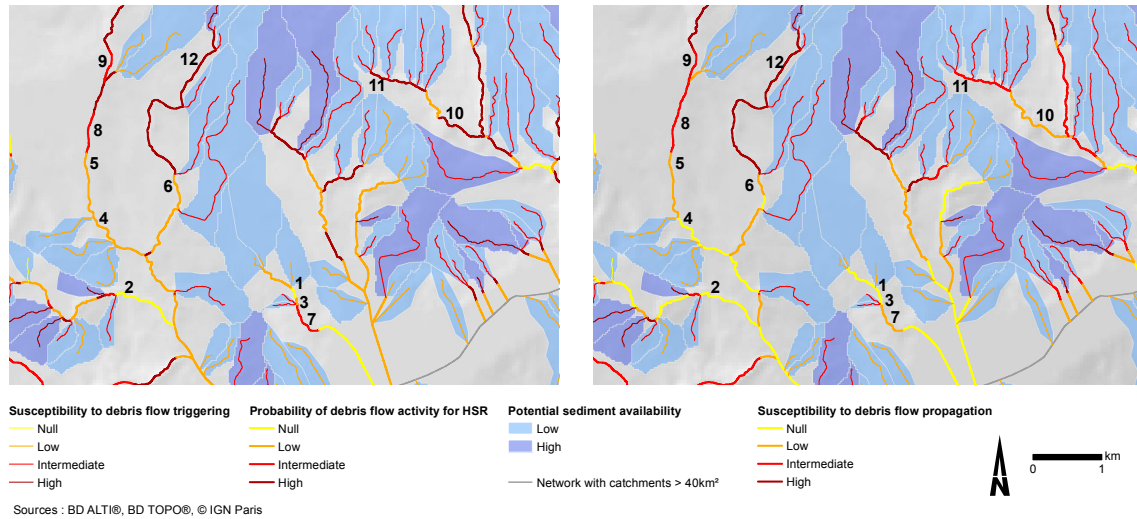 9
12
11
10
8
5
6
4
2
1
3
7
9
12
11
10
8
5
6
4
2
1
3
7
Susceptibility to debris flow triggering
Null
Low
Intermediate
High
Probability of debris flow activity for HSR
Null
Low
Intermediate
High
Potential sediment availability
Low
High
Network with catchments > 40km²
Susceptibility to debris flow propagation
Null
Low
Intermediate
High
N
km
0 1
Sources : BD ALTI®, BD TOPO®, © IGN Paris